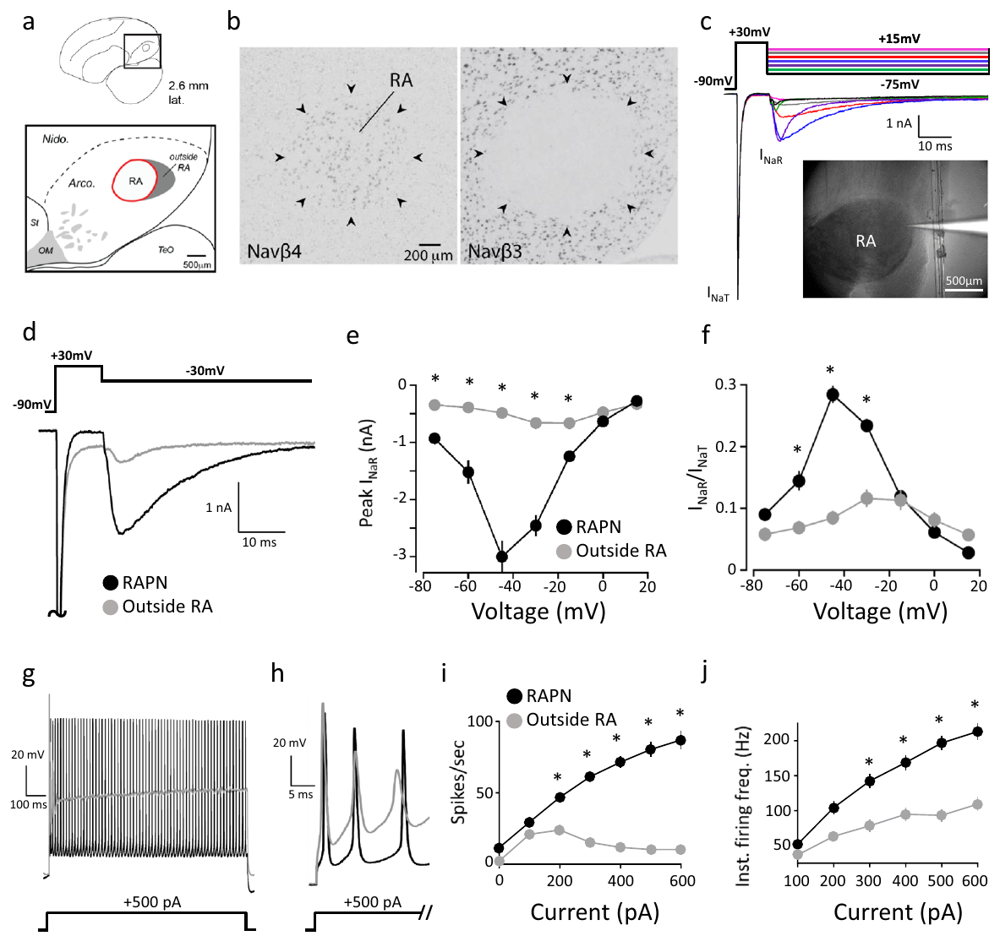 a
2.6 mm
lat.
Nido.
outside
RA
Arco.
RA
St
OM
TeO
500µm
b
RA
Navβ4
200 µm
Navβ3
c
+30mV
+15mV
-90mV
-75mV
1 nA
10 ms
I NaR
RA
500µm
I NaT
d
+30mV
-30mV
-90mV
1 nA
10 ms
RAPN
Outside RA
e
* * * * *
0
-1
-2
-3
Peak I NaR (nA)
RAPN
Outside RA
-80 -60 -40 -20 0 20
Voltage (mV)
f
* * *
0.3
0.2
0.1
0
I NaR/I NaT
-80 -60 -40 -20 0 20
Voltage (mV)
g
20 mV
100 ms
+500 pA
h
20 mV
5 ms
+500 pA
i
RAPN
Outside RA
* * * * *
100
50
0
Spikes/sec
0 200 400 600
Current (pA)
j
* * * *
200
150
100
50
Inst. firing freq. (Hz)
100 200 300 400 500 600
Current (pA)